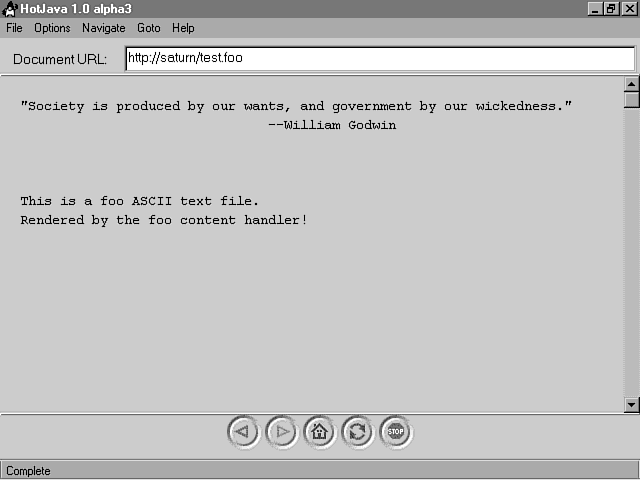 HotJava 1.0 alpha3
File Options Navigate Goto Help
Document URL: http://saturn/test.foo
"Society is produced by our wants, and government by our wickedness."
--William Godwin
This is a foo ASCII text file.
Rendered by the foo content handler!
STOP
Complete